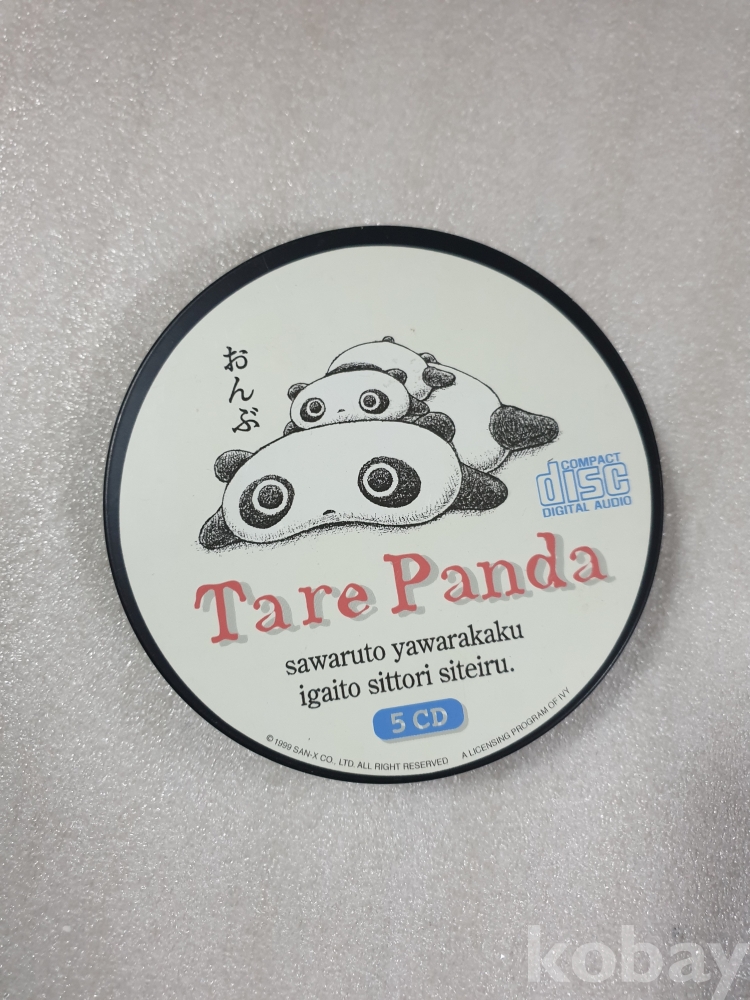 おんぶ
COMPACT
disc
DIGITAL AUDIO
Tare Panda
sawaruto yawarakaku
igaito sittori siteiru.
5 CD
©1999 SAN-X CO., LTD. ALL RIGHT RESERVED A LICENSING PROGRAM OF IVY
kobay